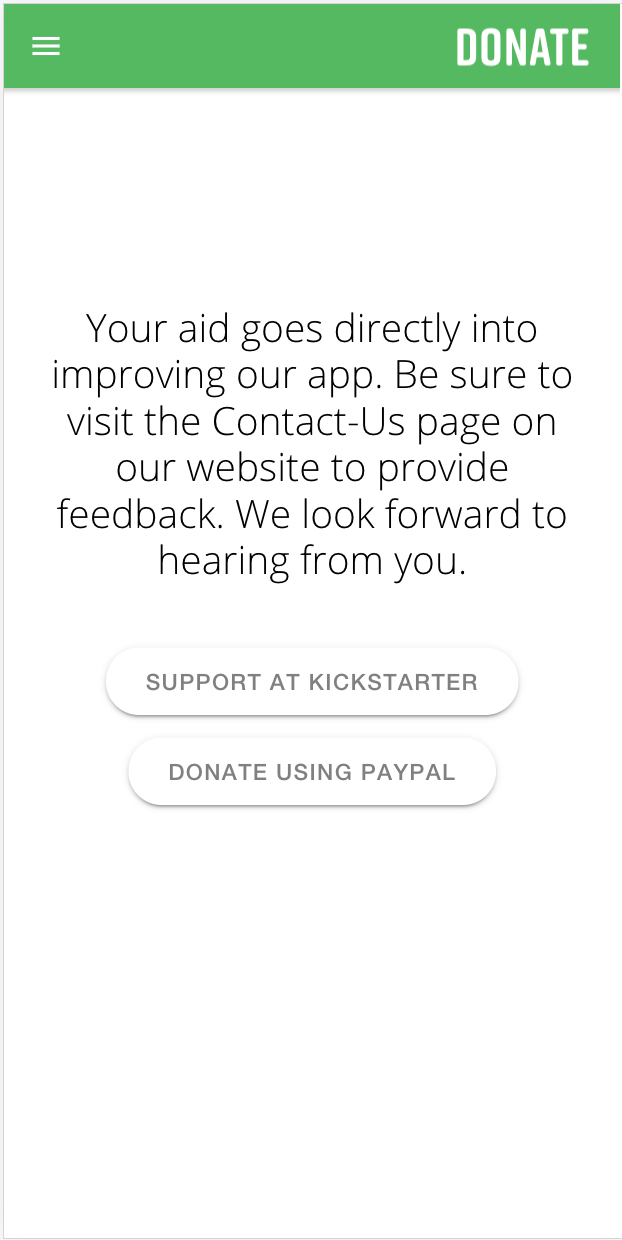 DONATE
Your aid goes directly into
improving our app. Be sure to
visit the Contact-Us page on
our website to provide
feedback. We look forward to
hearing from you.
SUPPORT AT KICKSTARTER
DONATE USING PAYPAL